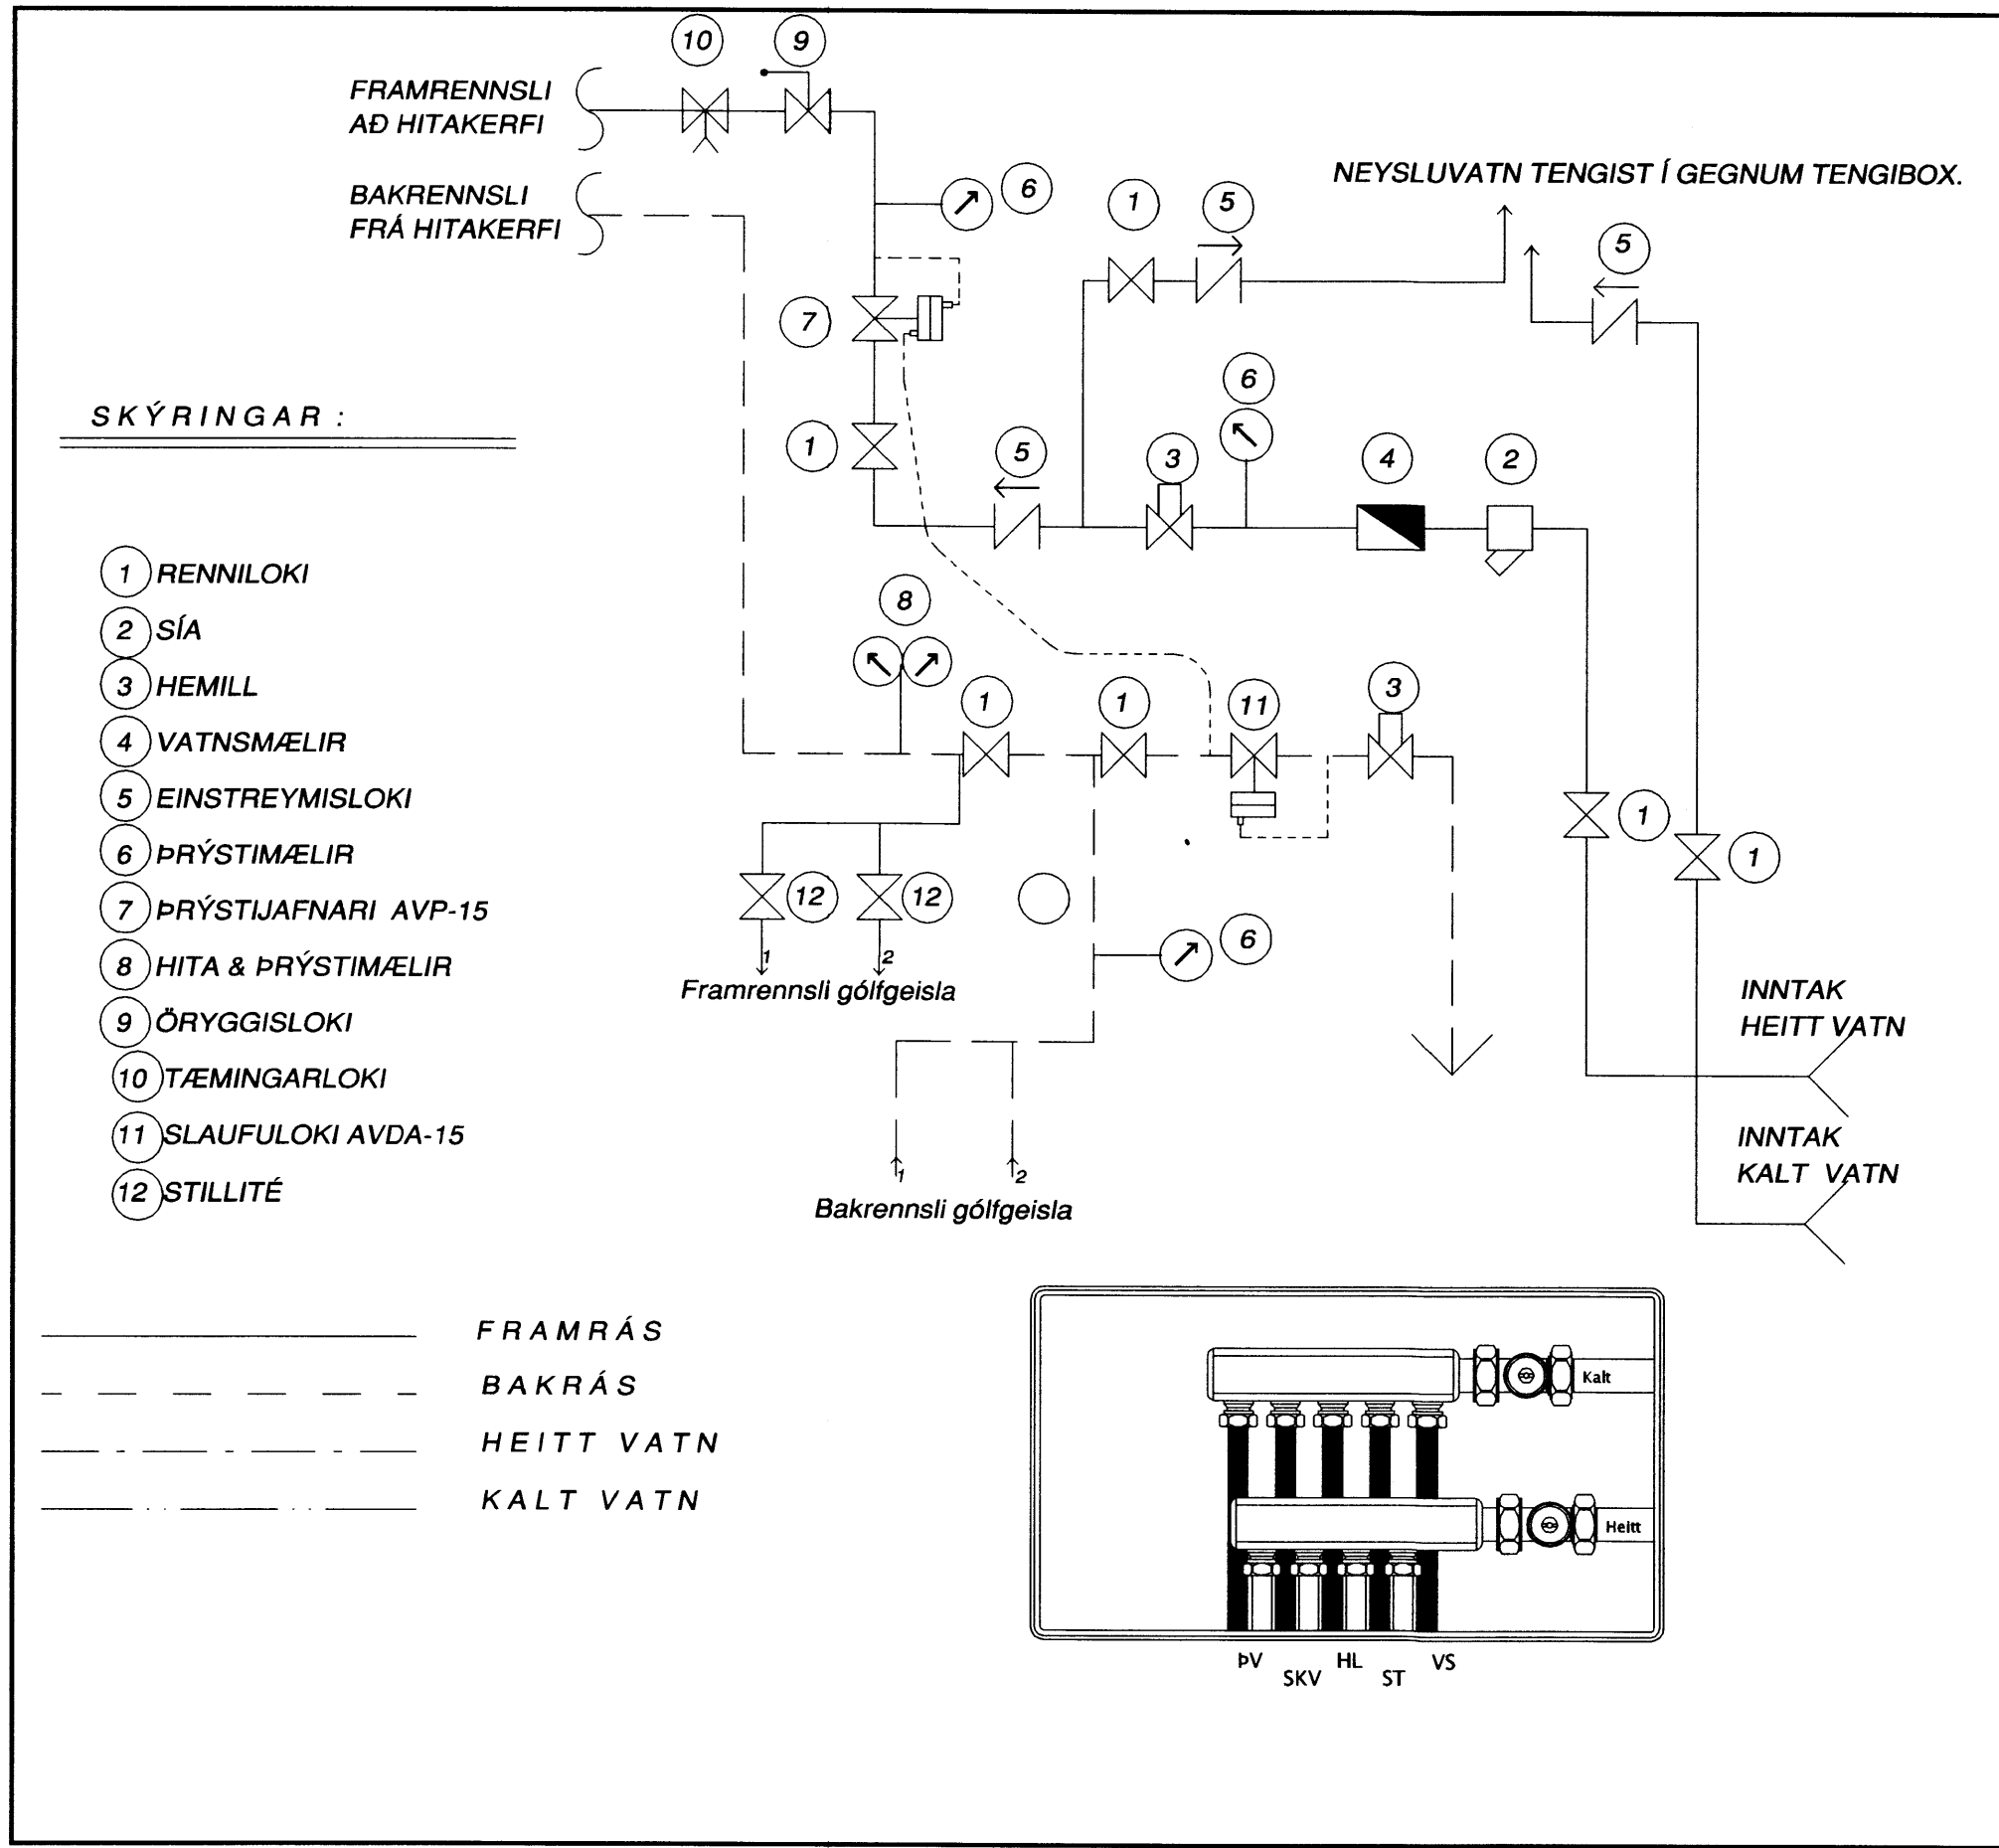 10 9
FRAMRENNSLI
AÐ HITAKERFI
BAKRENNSLI
FRÁ HITAKERFI
6
NEYSLUVATN TENGIST Í GEGNUM TENGIBOX.
1 5
5
7
6
1
5 3 4 2
SKÝRINGAR :
1 RENNILOKI
2 SÍA
3 HEMILL
4 VATNSMÆLIR
5 EINSTREYMISLOKI
6 ÞRÝSTIMÆLIR
7 ÞRÝSTIJAFNARI AVP-15
8 HITA & ÞRÝSTIMÆLIR
9 ÖRYGGISLOKI
10 TÆMINGARLOKI
11 SLAUFULOKI AVDA-15
12 STILLITÉ
8
1 1 11 3
1
1
12 12
6
1 2
Framrennsli gólfgeisla
1 2
Bakrennsli gólfgeisla
INNTAK
HEITT VATN
INNTAK
KALT VATN
FRAMRÁS
BAKRÁS
HEITT VATN
KALT VATN
Kalt
Heitt
ÞV SKV HL ST VS